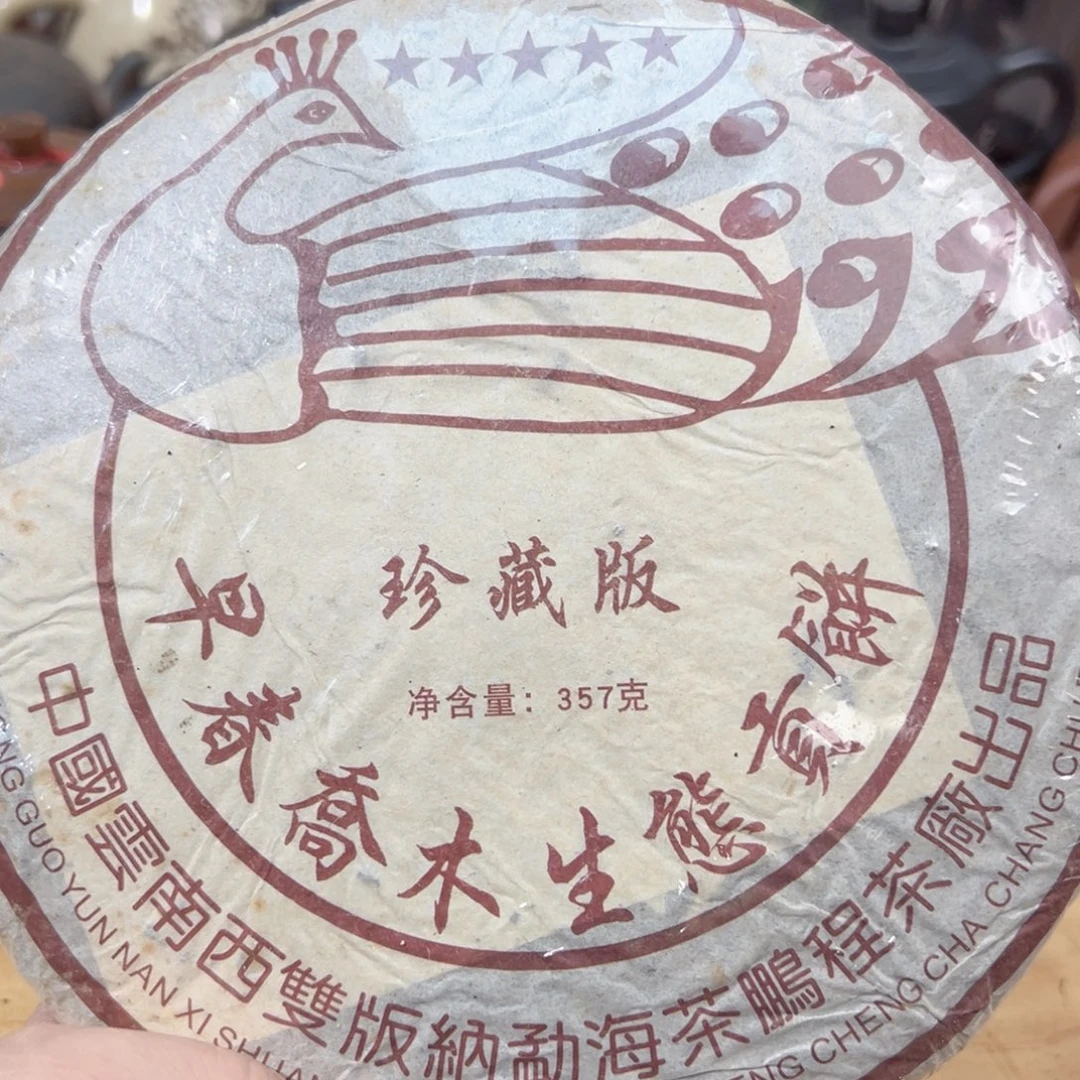 珍藏版
净含量：357克
早春喬木生態貢餅
中國雲南西雙版納勐海茶鵬程茶廠出品
NG GUO YUN NAN XI SHUAN
ENG CHENG CHA CHANG CHU